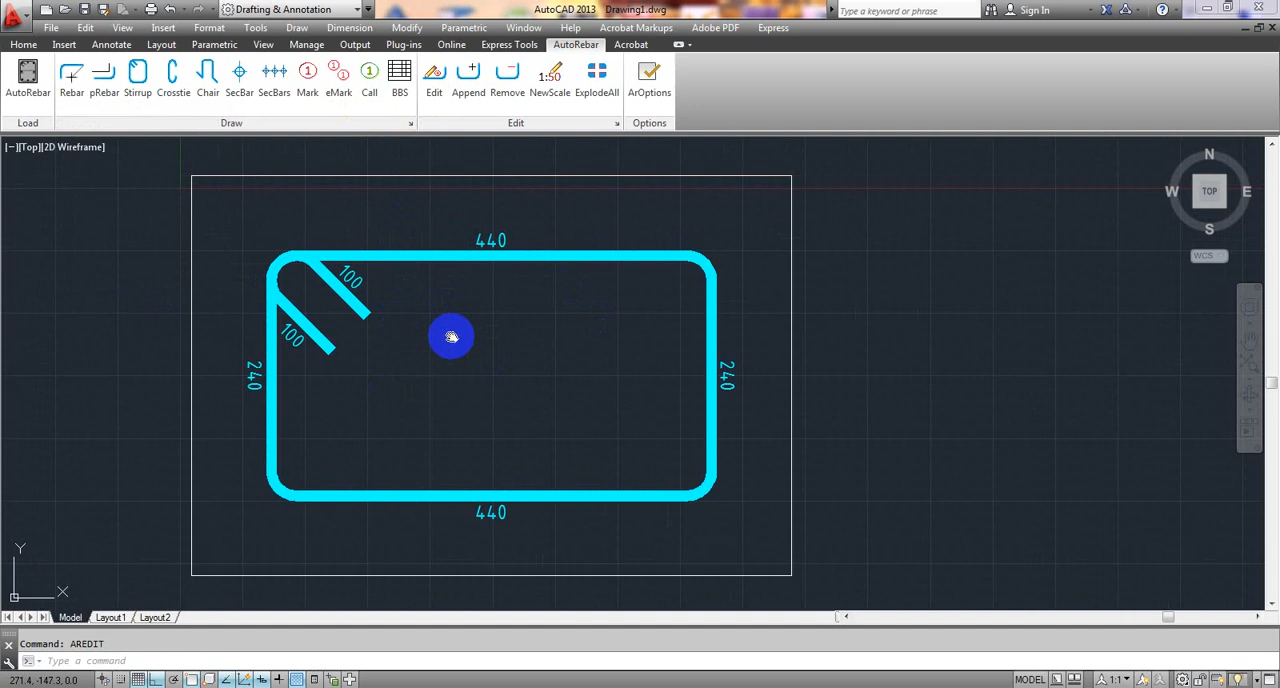 Drafting & Annotation
AutoCAD 2013 Drawing1.dwg
Type a keyword or phrase
Sign In
File Edit View Insert Format Tools Draw Dimension Modify Parametric Window Help Acrobat Markups Adobe PDF Express
Home Insert Annotate Layout Parametric View Manage Output Plug-ins Online Express Tools AutoRebar Acrobat
1 1 1 1 1:50
AutoRebar Rebar pRebar Stirrup Crosstie Chair SecBar SecBars Mark eMark Call BBS Edit Append Remove NewScale ExplodeAll ArOptions
Load Draw Edit Options
[−][Top][2D Wireframe]
N
W TOP E
S
WCS
440
100
100
240
240
440
Y
X
Model Layout1 Layout2
Command: AREDIT
Type a command
271.4, -147.3, 0.0
MODEL
1:1